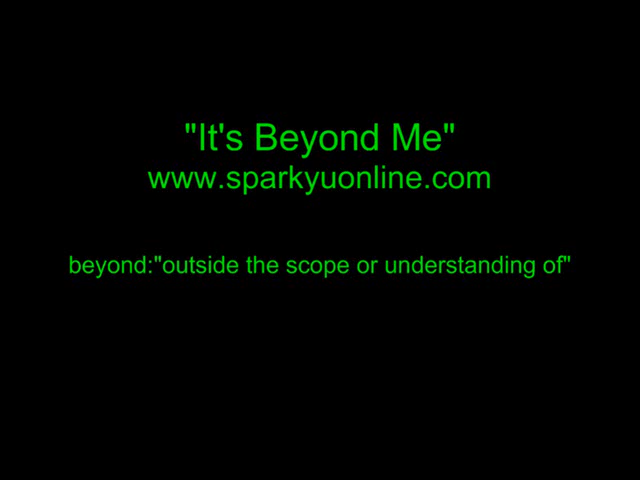 "It's Beyond Me"
www.sparkyuonline.com
beyond:"outside the scope or understanding of"